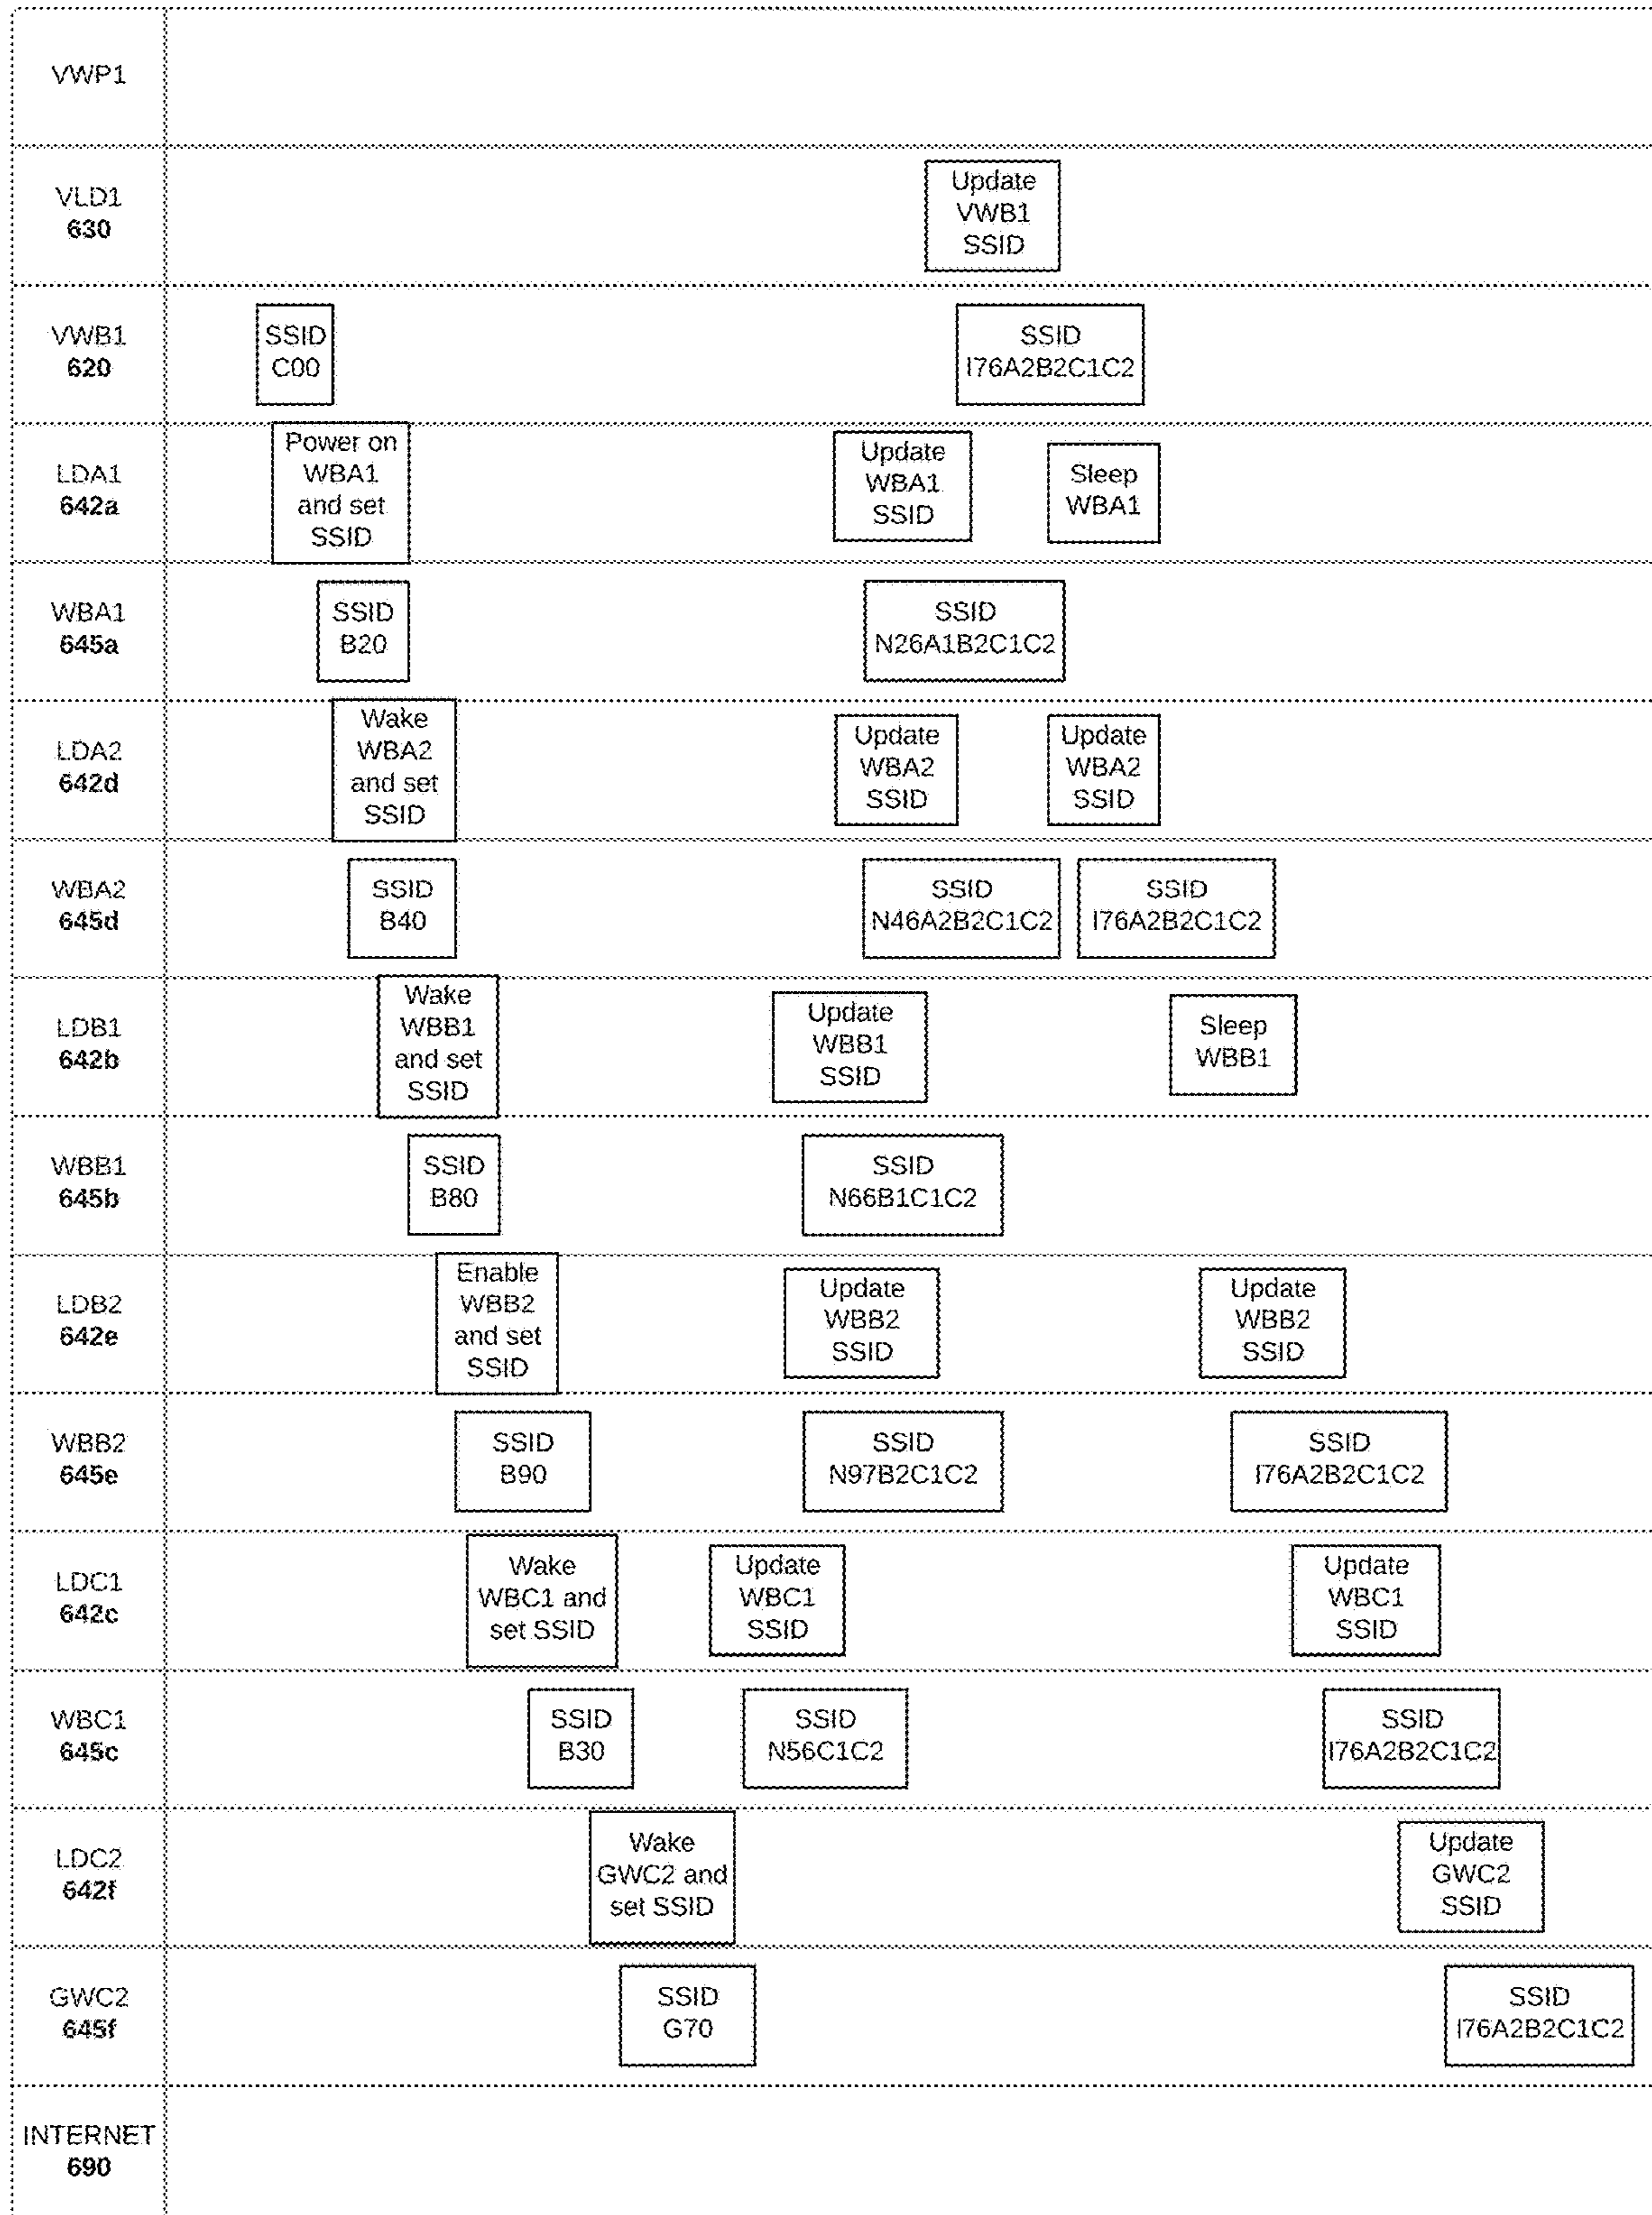 VWP1
VLD1
630
Update
VWB1
SSID
VWB1
620
SSID
C00
SSID
I76A2B2C1C2
LDA1
642a
Power on
WBA1
and set
SSID
Update
WBA1
SSID
Sleep
WBA1
WBA1
645a
SSID
B20
SSID
N26A1B2C1C2
LDA2
642d
Wake
WBA2
and set
SSID
Update
WBA2
SSID
Update
WBA2
SSID
WBA2
645d
SSID
B40
SSID
N46A2B2C1C2
SSID
I76A2B2C1C2
LDB1
642b
Wake
WBB1
and set
SSID
Update
WBB1
SSID
Sleep
WBB1
WBB1
645b
SSID
B80
SSID
N66B1C1C2
LDB2
642e
Enable
WBB2
and set
SSID
Update
WBB2
SSID
Update
WBB2
SSID
WBB2
645e
SSID
B90
SSID
N97B2C1C2
SSID
I76A2B2C1C2
LDC1
642c
Wake
WBC1 and
set SSID
Update
WBC1
SSID
Update
WBC1
SSID
WBC1
645c
SSID
B30
SSID
N56C1C2
SSID
I76A2B2C1C2
LDC2
642f
Wake
GWC2 and
set SSID
Update
GWC2
SSID
GWC2
645f
SSID
G70
SSID
I76A2B2C1C2
INTERNET
690